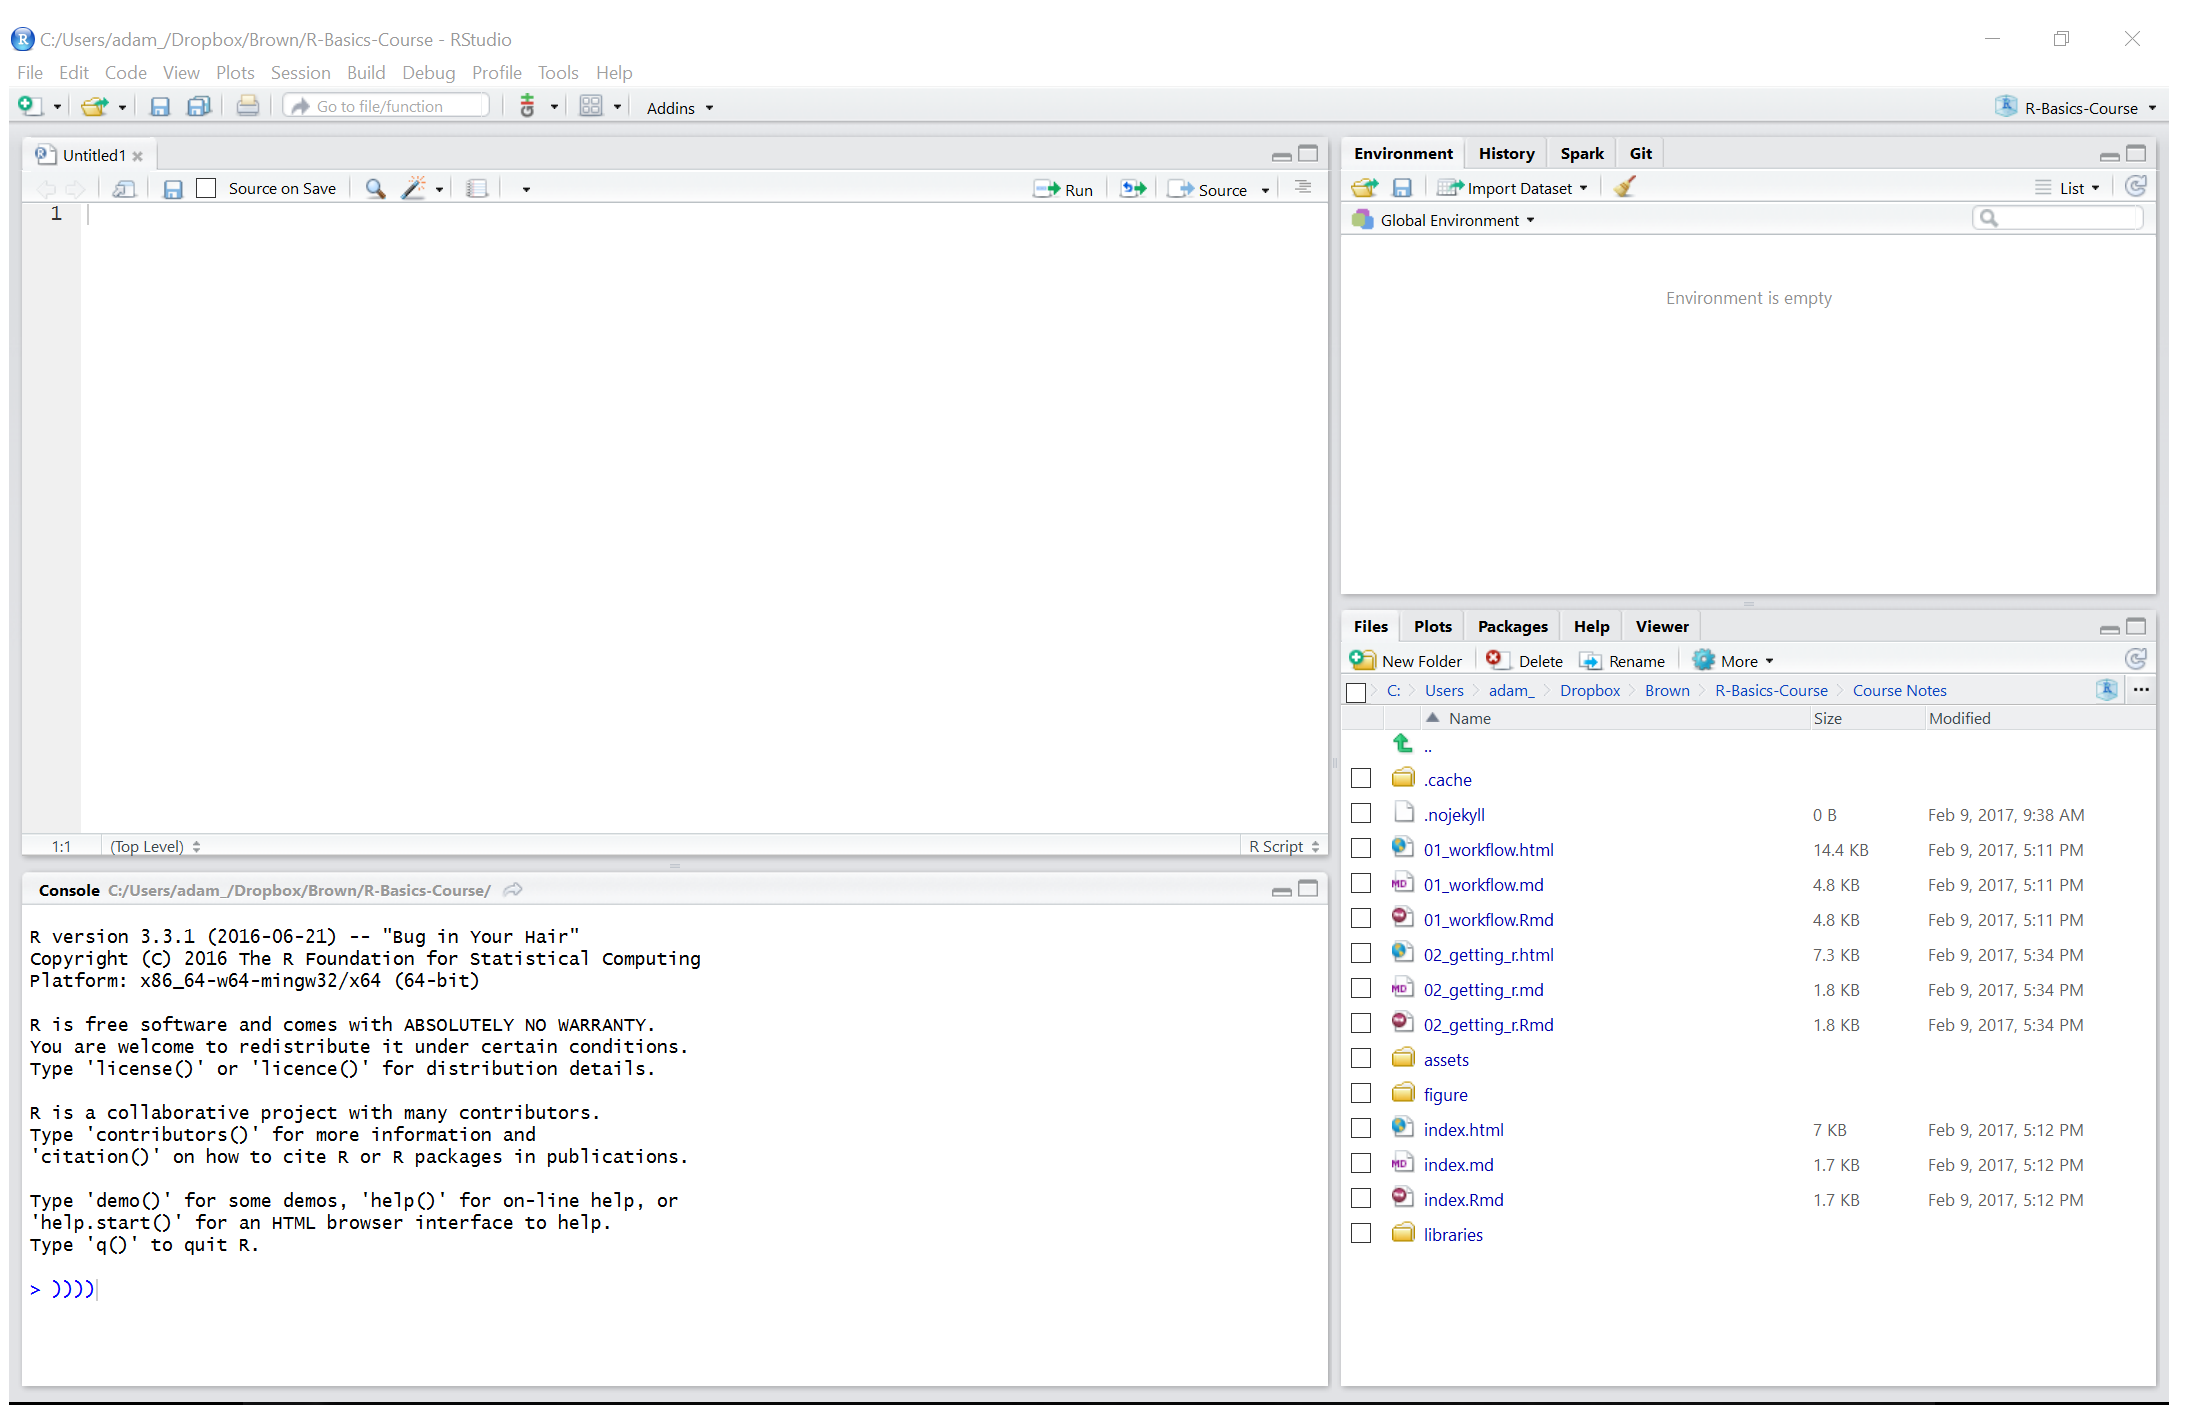 C:/Users/adam_/Dropbox/Brown/R-Basics-Course - RStudio
File Edit Code View Plots Session Build Debug Profile Tools Help
Go to file/function Addins R-Basics-Course
Untitled1
Source on Save Run Source
1
1:1 (Top Level) R Script
Console C:/Users/adam_/Dropbox/Brown/R-Basics-Course/
R version 3.3.1 (2016-06-21) -- "Bug in Your Hair"
Copyright (C) 2016 The R Foundation for Statistical Computing
Platform: x86_64-w64-mingw32/x64 (64-bit)
R is free software and comes with ABSOLUTELY NO WARRANTY.
You are welcome to redistribute it under certain conditions.
Type 'license()' or 'licence()' for distribution details.
R is a collaborative project with many contributors.
Type 'contributors()' for more information and
'citation()' on how to cite R or R packages in publications.
Type 'demo()' for some demos, 'help()' for on-line help, or
'help.start()' for an HTML browser interface to help.
Type 'q()' to quit R.
> ))))
Environment History Spark Git
Import Dataset List
Global Environment
Environment is empty
Files Plots Packages Help Viewer
New Folder Delete Rename More
C: Users adam_ Dropbox Brown R-Basics-Course Course Notes ...
Name Size Modified
..
.cache
.nojekyll 0 B Feb 9, 2017, 9:38 AM
01_workflow.html 14.4 KB Feb 9, 2017, 5:11 PM
01_workflow.md 4.8 KB Feb 9, 2017, 5:11 PM
01_workflow.Rmd 4.8 KB Feb 9, 2017, 5:11 PM
02_getting_r.html 7.3 KB Feb 9, 2017, 5:34 PM
02_getting_r.md 1.8 KB Feb 9, 2017, 5:34 PM
02_getting_r.Rmd 1.8 KB Feb 9, 2017, 5:34 PM
assets
figure
index.html 7 KB Feb 9, 2017, 5:12 PM
index.md 1.7 KB Feb 9, 2017, 5:12 PM
index.Rmd 1.7 KB Feb 9, 2017, 5:12 PM
libraries